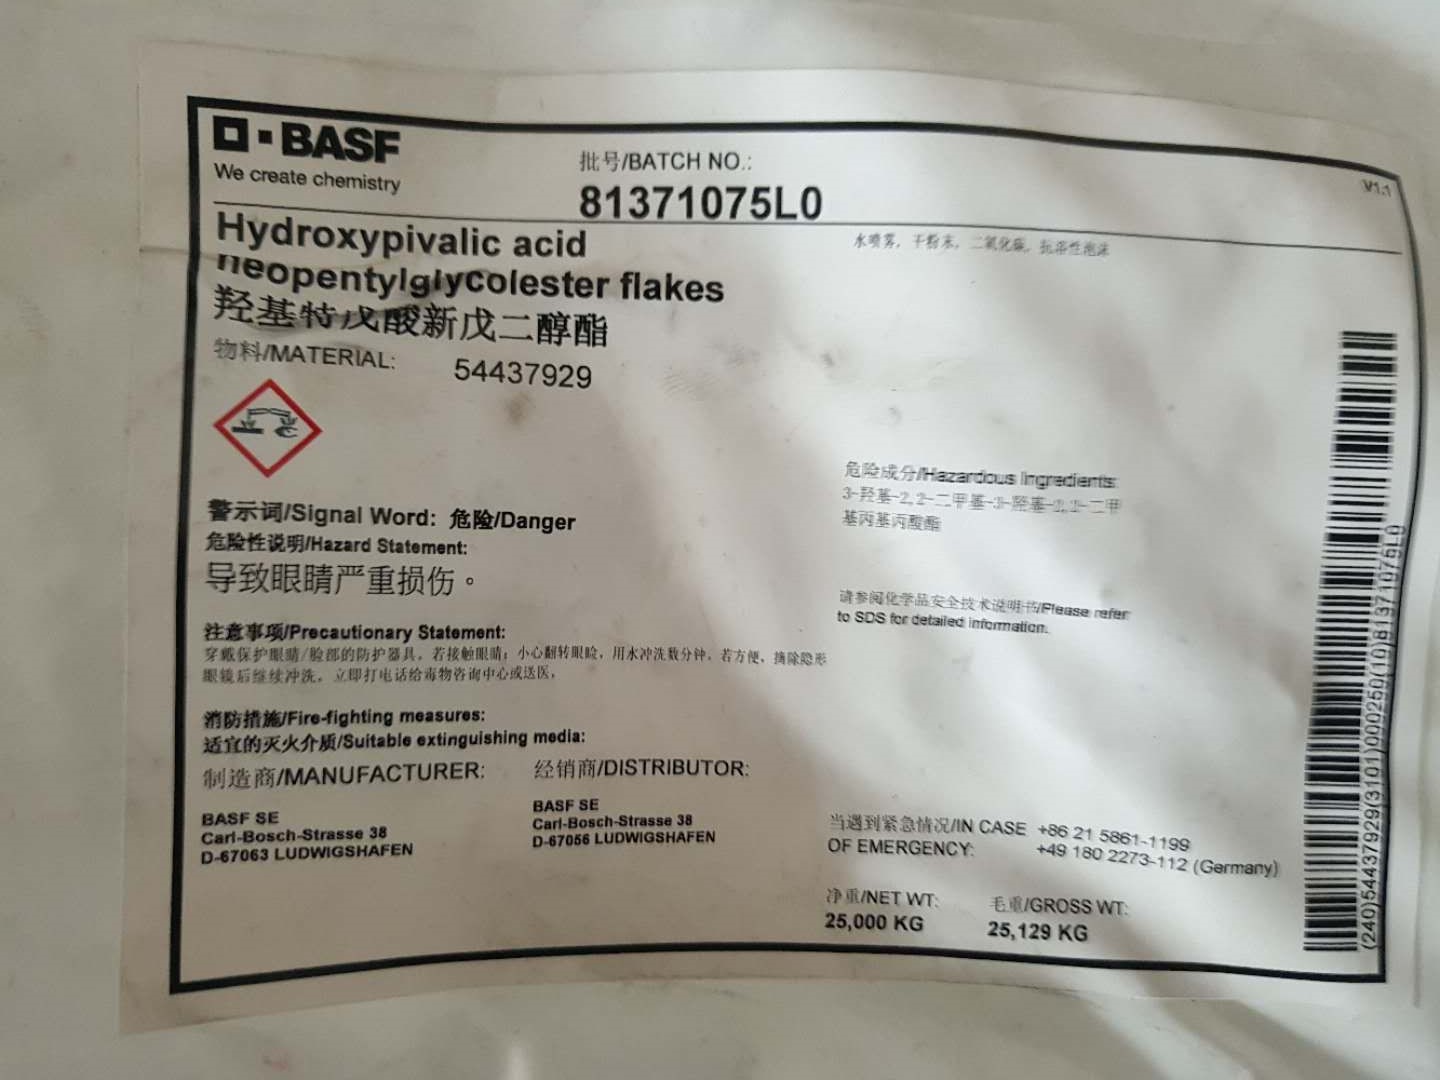 BASF
We create chemistry
批号/BATCH NO.:
81371075L0
V1.1
Hydroxypivalic acid
neopentylglycolester flakes
羟基特戊酸新戊二醇酯
水喷雾，干粉末，二氧化碳，抗溶性泡沫
物料/MATERIAL: 54437929
警示词/Signal Word: 危险/Danger
危险性说明/Hazard Statement:
导致眼睛严重损伤。
注意事项/Precautionary Statement:
穿戴保护眼睛/脸部的防护器具。若接触眼睛：小心翻转眼睑，用水冲洗数分钟。若方便，摘除隐形
眼镜后继续冲洗。立即打电话给毒物咨询中心或送医。
消防措施/Fire-fighting measures:
适宜的灭火介质/Suitable extinguishing media:
制造商/MANUFACTURER:
BASF SE
Carl-Bosch-Strasse 38
D-67063 LUDWIGSHAFEN
经销商/DISTRIBUTOR:
BASF SE
Carl-Bosch-Strasse 38
D-67056 LUDWIGSHAFEN
危险成分/Hazardous Ingredients:
3-羟基-2,2-二甲基-3-羟基-2,2-二甲
基丙基丙酸酯
请参阅化学品安全技术说明书/Please refer
to SDS for detailed information.
当遇到紧急情况/IN CASE +86 21 5861-1199
OF EMERGENCY: +49 180 2273-112 (Germany)
净重/NET WT: 毛重/GROSS WT:
25,000 KG 25,129 KG
(240)54437929(3101)000250(10)81371075L0